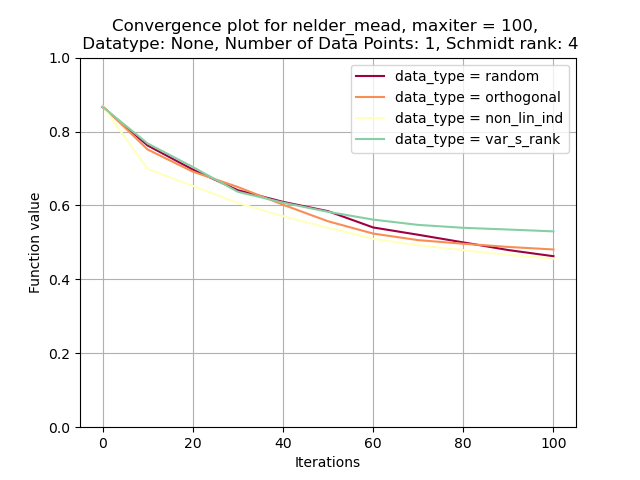 Convergence plot for nelder_mead, maxiter = 100,
Datatype: None, Number of Data Points: 1, Schmidt rank: 4
data_type = random
data_type = orthogonal
data_type = non_lin_ind
data_type = var_s_rank
Function value
1.0
0.8
0.6
0.4
0.2
0.0
0 20 40 60 80 100
Iterations